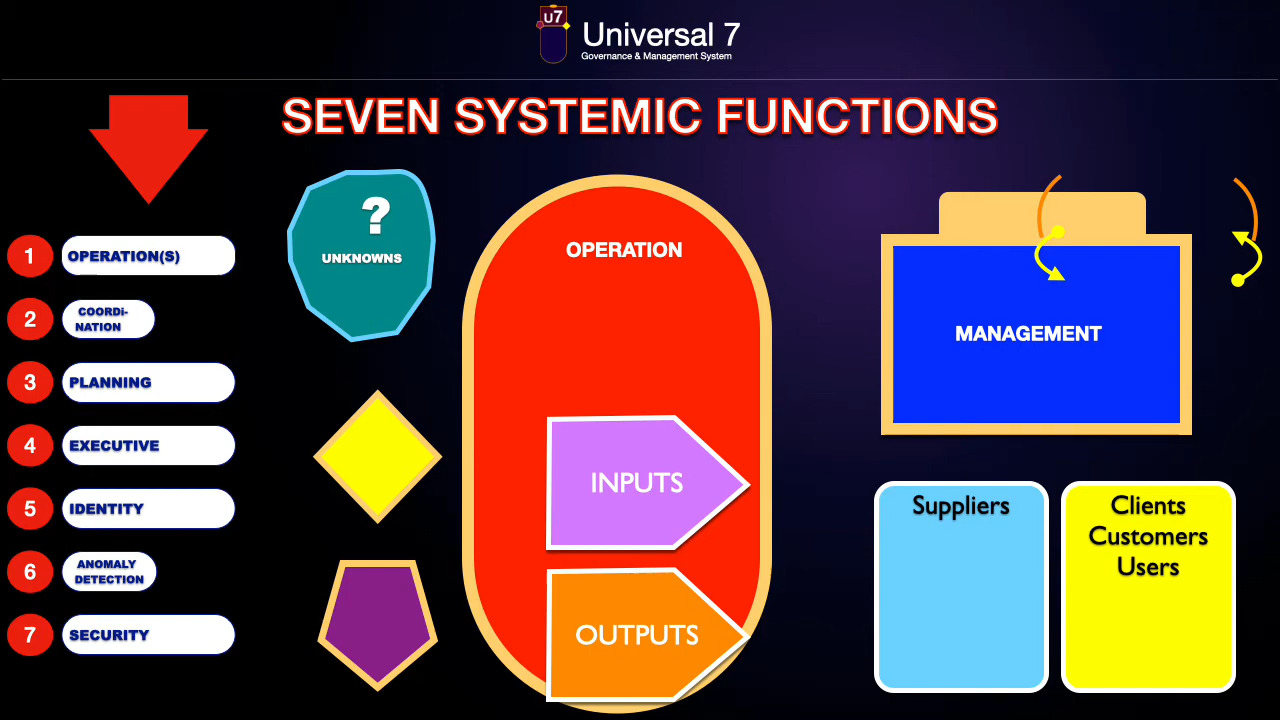 U7
Universal 7
Governance & Management System
SEVEN SYSTEMIC FUNCTIONS
1 OPERATION(S)
2 COORDi-
NATION
3 PLANNING
4 EXECUTIVE
5 IDENTITY
6 ANOMALY
DETECTION
7 SECURITY
?
UNKNOWNS
OPERATION
INPUTS
OUTPUTS
MANAGEMENT
Suppliers
Clients
Customers
Users